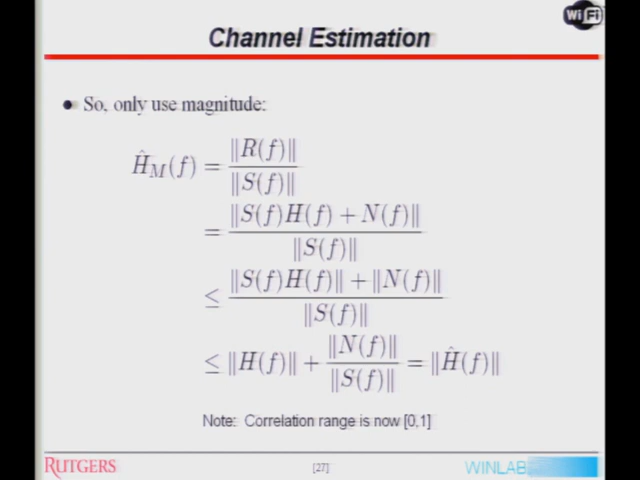 WiFi
Channel Estimation
• So, only use magnitude:
Ĥ_M(f) = ‖R(f)‖ / ‖S(f)‖
= ‖S(f)H(f) + N(f)‖ / ‖S(f)‖
≤ (‖S(f)H(f)‖ + ‖N(f)‖) / ‖S(f)‖
≤ ‖H(f)‖ + ‖N(f)‖ / ‖S(f)‖ = ‖Ĥ(f)‖
Note: Correlation range is now [0,1]
RUTGERS [27] WINLAB